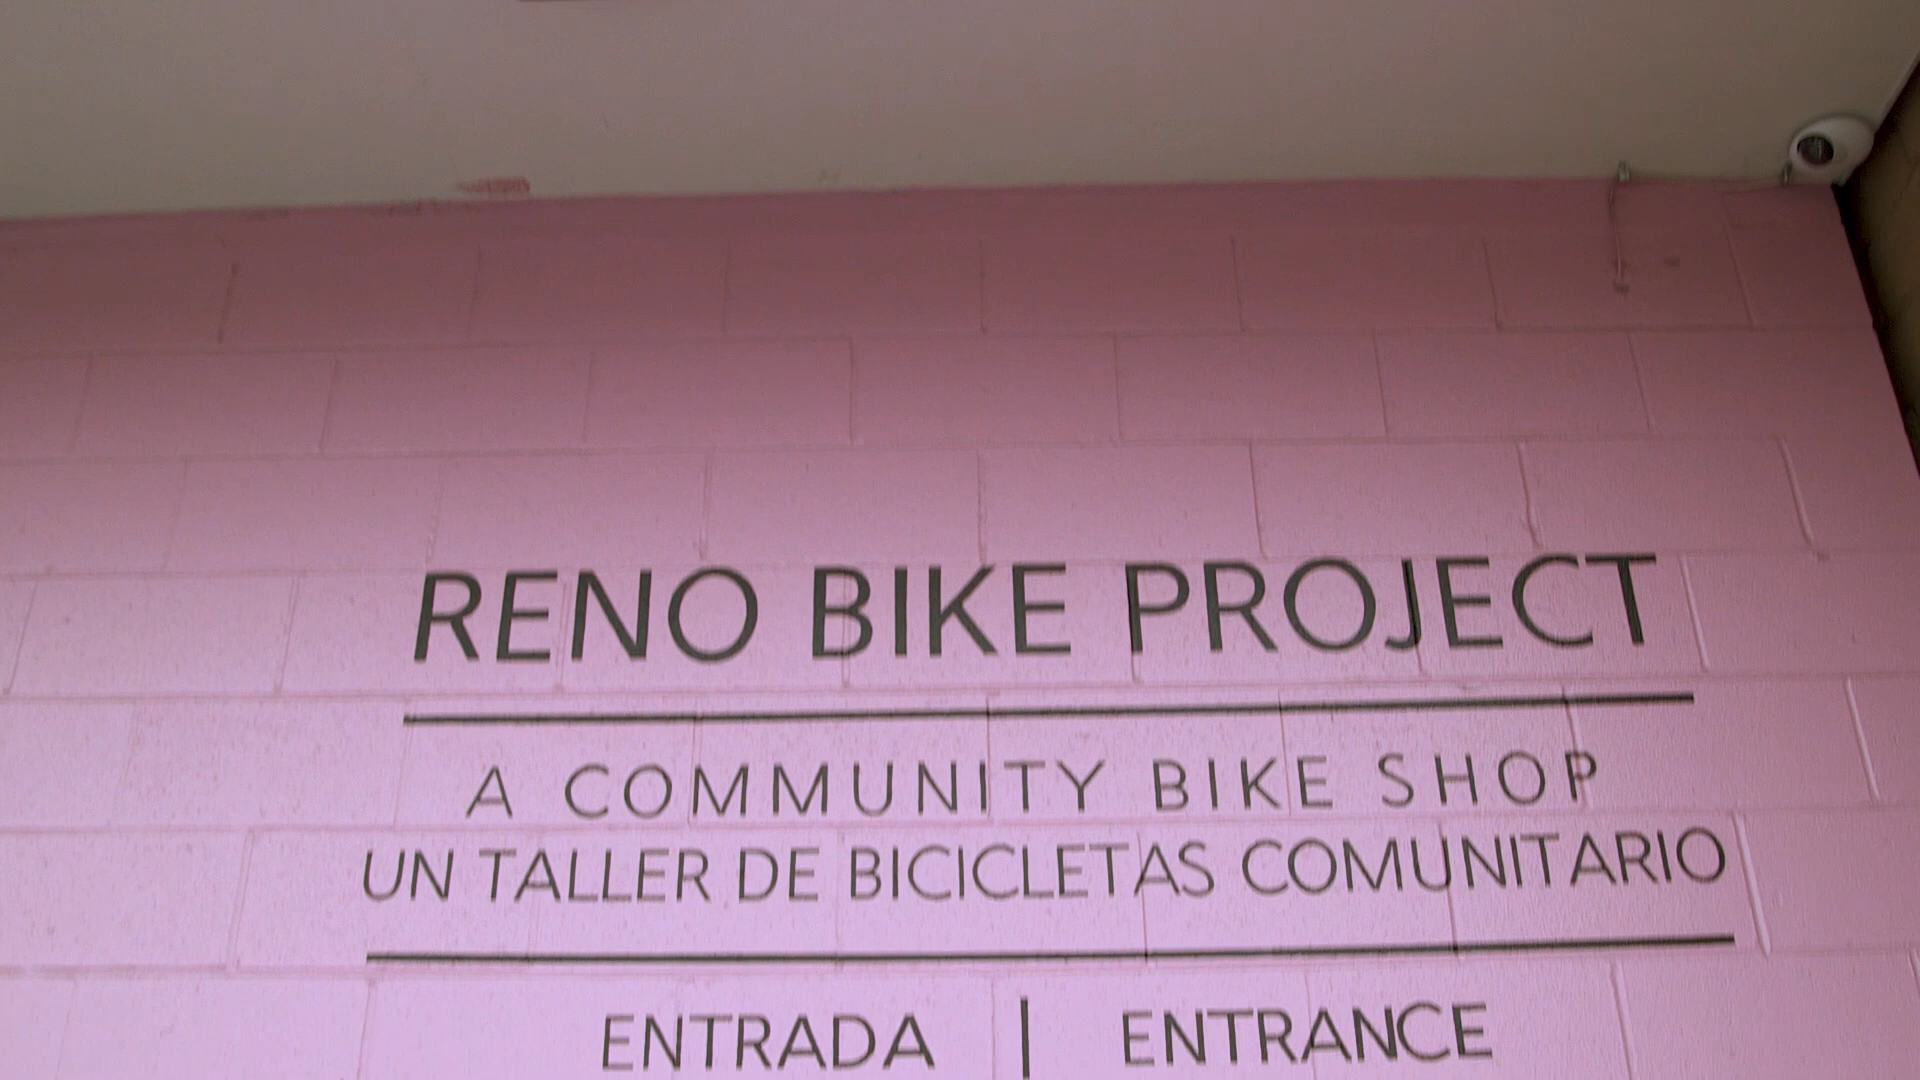 RENO BIKE PROJECT
A COMMUNITY BIKE SHOP
UN TALLER DE BICICLETAS COMUNITARIO
ENTRADA | ENTRANCE